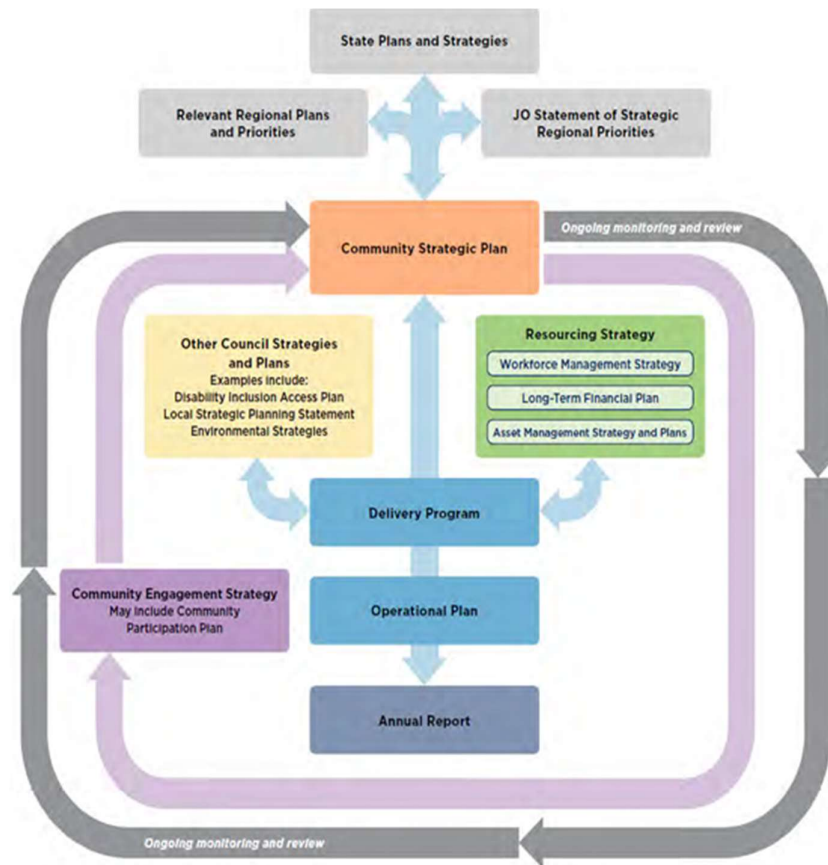 State Plans and Strategies
Relevant Regional Plans
and Priorities
JO Statement of Strategic
Regional Priorities
Community Strategic Plan
Ongoing monitoring and review
Other Council Strategies
and Plans
Examples include:
Disability Inclusion Access Plan
Local Strategic Planning Statement
Environmental Strategies
Resourcing Strategy
Workforce Management Strategy
Long-Term Financial Plan
Asset Management Strategy and Plans
Delivery Program
Community Engagement Strategy
May Include Community
Participation Plan
Operational Plan
Annual Report
Ongoing monitoring and review